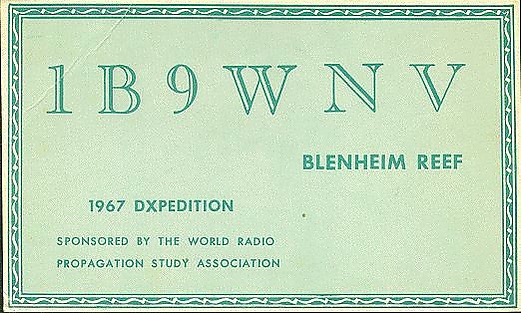 1B9WNV
BLENHEIM REEF
1967 DXPEDITION
SPONSORED BY THE WORLD RADIO
PROPAGATION STUDY ASSOCIATION